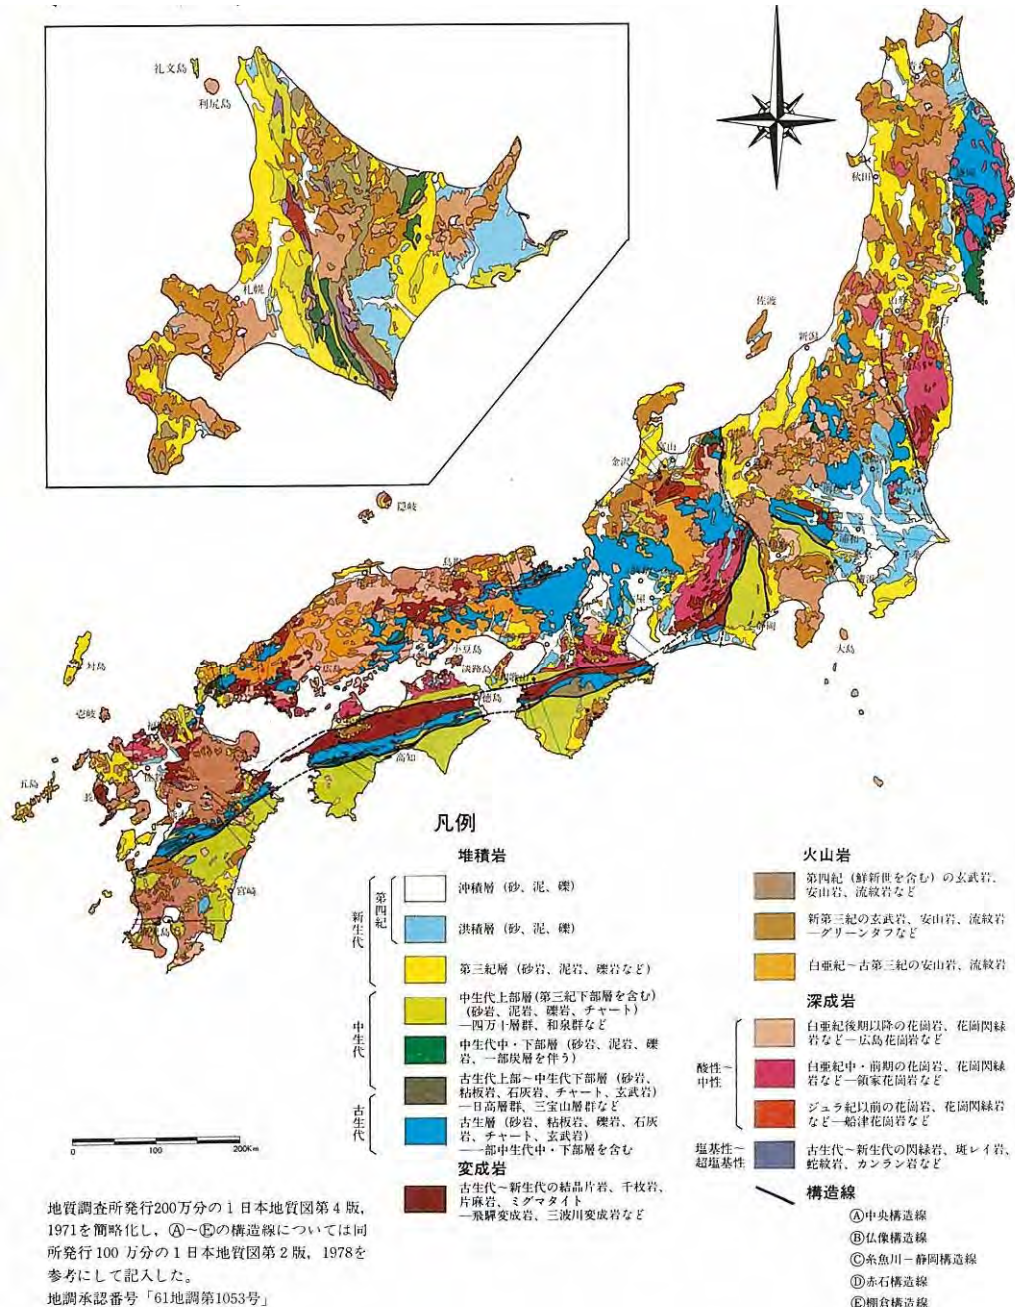 礼文島
利尻島
札幌
青森
秋田
盛岡
佐渡
山形
仙台
新潟
福島
富山
金沢
水戸
浦和
隠岐
鳥取
静岡
大島
対島
小豆島
淡路島
広島
徳島
壱岐
高知
五島
宮崎
凡例
堆積岩
新生代
第四紀
沖積層（砂、泥、礫）
洪積層（砂、泥、礫）
第三紀層（砂岩、泥岩、礫岩など）
中生代
中生代上部層（第三紀下部層を含む）
（砂岩、泥岩、礫岩、チャート）
―四万十層群、和泉群など
中生代中・下部層（砂岩、泥岩、礫
岩、一部炭層を伴う）
古生代上部～中生代下部層（砂岩、
粘板岩、石灰岩、チャート、玄武岩）
―日高層群、三宝山層群など
古生代
古生層（砂岩、粘板岩、礫岩、石灰
岩、チャート、玄武岩）
―一部中生代中・下部層を含む
変成岩
古生代～新生代の結晶片岩、千枚岩、
片麻岩、ミグマタイト
―飛騨変成岩、三波川変成岩など
火山岩
第四紀（鮮新世を含む）の玄武岩、
安山岩、流紋岩など
新第三紀の玄武岩、安山岩、流紋岩
―グリーンタフなど
白亜紀～古第三紀の安山岩、流紋岩
深成岩
酸性～
中性
白亜紀後期以降の花崗岩、花崗閃緑
岩など―広島花崗岩など
白亜紀中・前期の花崗岩、花崗閃緑
岩など―領家花崗岩など
ジュラ紀以前の花崗岩、花崗閃緑岩
など―船津花崗岩など
塩基性～
超塩基性
古生代～新生代の閃緑岩、斑レイ岩、
蛇紋岩、カンラン岩など
構造線
Ⓐ中央構造線
Ⓑ仏像構造線
Ⓒ糸魚川－静岡構造線
Ⓓ赤石構造線
Ⓔ棚倉構造線
0 100 200Km
地質調査所発行200万分の１日本地質図第４版，
1971を簡略化し，Ⓐ～Ⓔの構造線については同
所発行100万分の１日本地質図第２版，1978を
参考にして記入した。
地調承認番号「61地調第1053号」